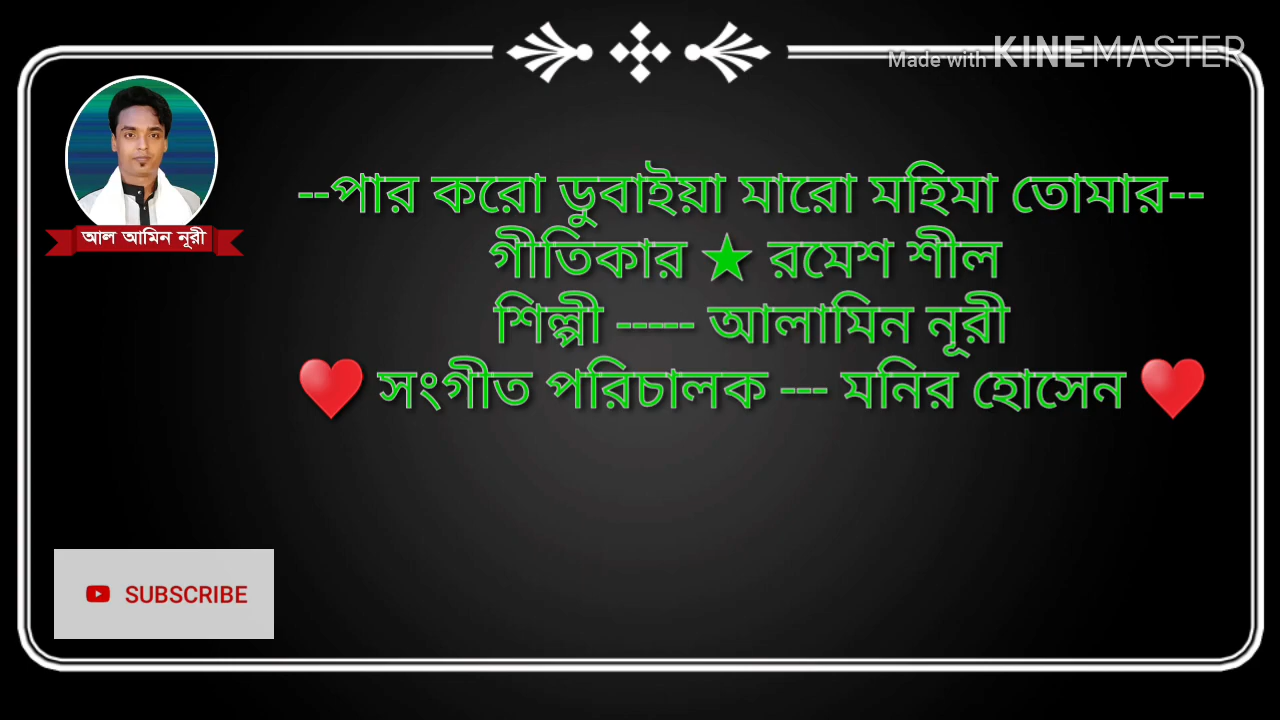 Made with KINEMASTER
--পার করো ডুবাইয়া মারো মহিমা তোমার--
গীতিকার ★ রমেশ শীল
আল আমিন নূরী
শিল্পী ----- আলামিন নূরী
♥ সংগীত পরিচালক --- মনির হোসেন ♥
SUBSCRIBE